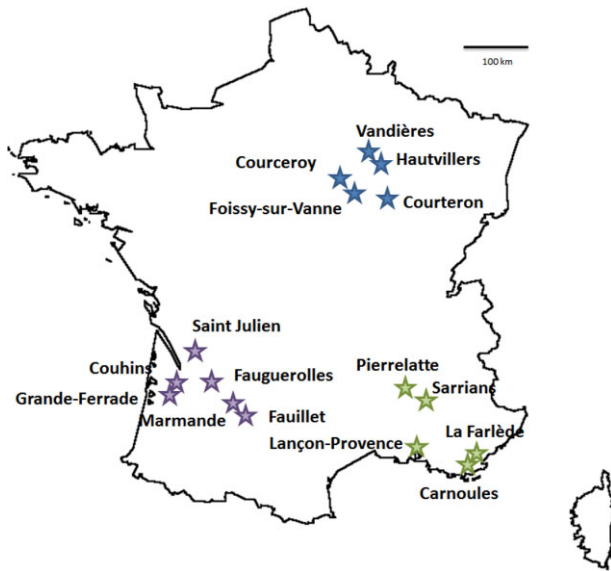 100 km
Vandières
Hautvillers
Courceroy
Foissy-sur-Vanne
Courteron
Saint Julien
Couhins
Fauguerolles
Grande-Ferrade
Marmande
Fauillet
Pierrelatte
Sarrians
Lançon-Provence
La Farlède
Carnoules